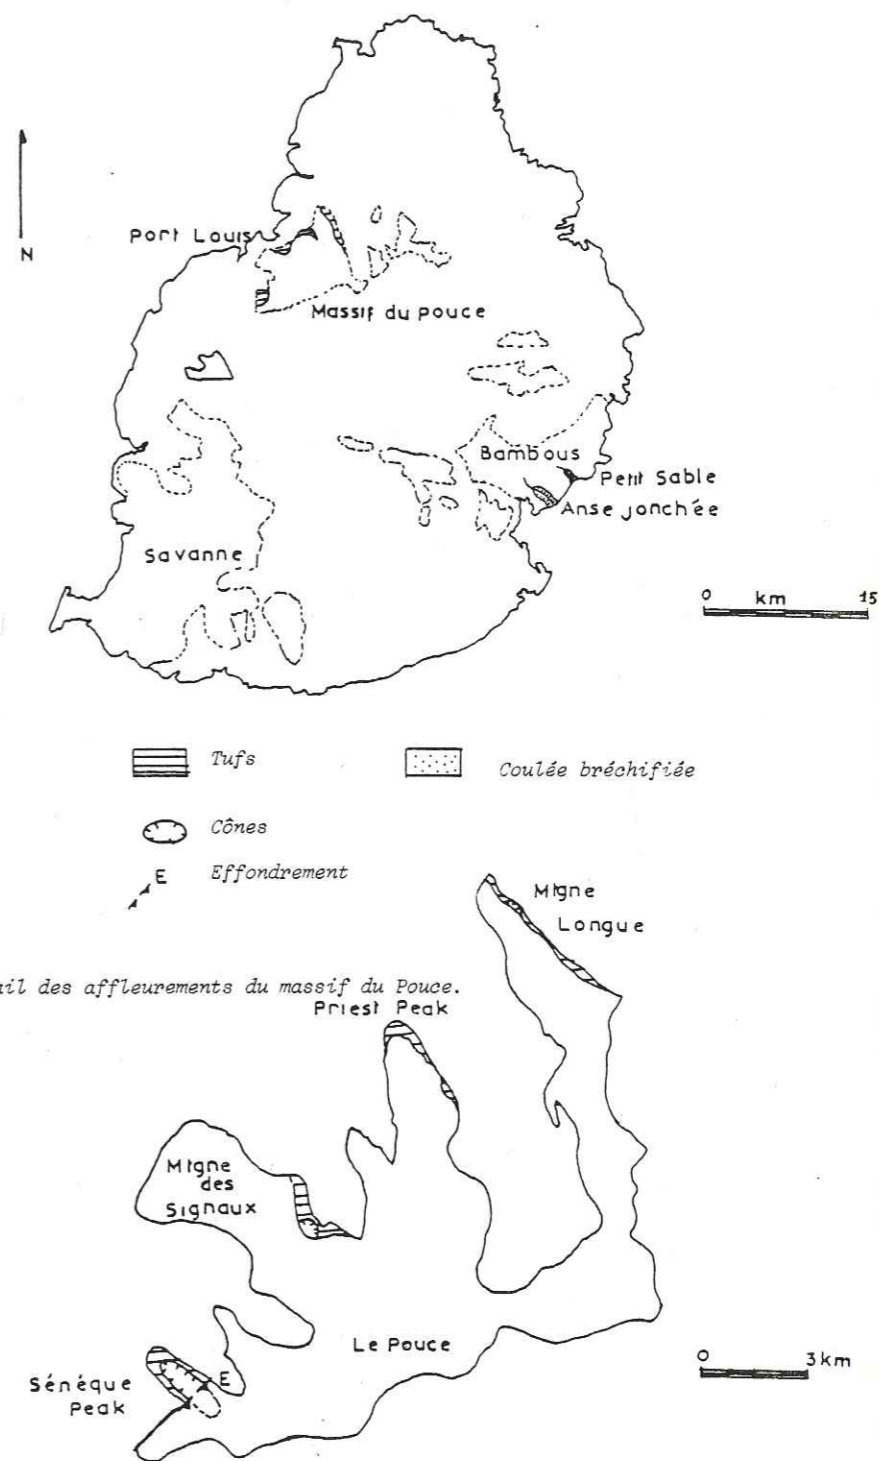 N
Port Louis
Massif du Pouce
Bambous
Petit Sable
Anse Jonchée
Savanne
0 km 15
Tufs
Coulée bréchifiée
Cônes
E Effondrement
Mtgne
Longue
ail des affleurements du massif du Pouce.
Priest Peak
Mtgne
des
Signaux
Le Pouce
E
Sénèque
Peak
0 3km